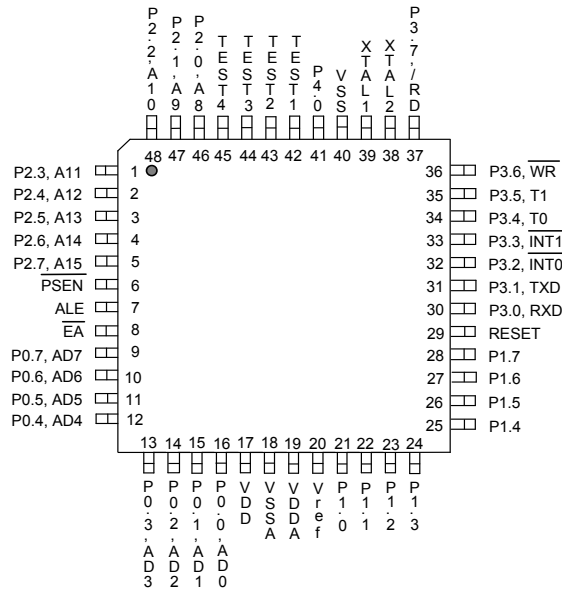 P2.2,A10
P2.1,A9
P2.0,A8
TEST4
TEST3
TEST2
TEST1
P4.0
VSS
XTAL1
XTAL2
P3.7,/RD
48 47 46 45 44 43 42 41 40 39 38 37
P2.3, A11 1
P2.4, A12 2
P2.5, A13 3
P2.6, A14 4
P2.7, A15 5
PSEN 6
ALE 7
EA 8
P0.7, AD7 9
P0.6, AD6 10
P0.5, AD5 11
P0.4, AD4 12
36 P3.6, WR
35 P3.5, T1
34 P3.4, T0
33 P3.3, INT1
32 P3.2, INT0
31 P3.1, TXD
30 P3.0, RXD
29 RESET
28 P1.7
27 P1.6
26 P1.5
25 P1.4
13 14 15 16 17 18 19 20 21 22 23 24
P0.3,AD3
P0.2,AD2
P0.1,AD1
P0.0,AD0
VDD
VSSA
VDDA
Vref
P1.0
P1.1
P1.2
P1.3